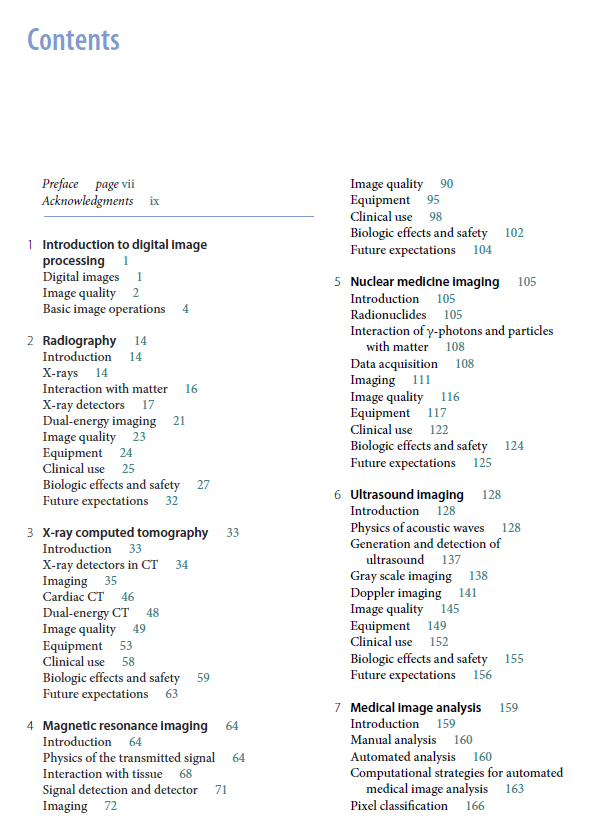 Contents
Preface page vii
Acknowledgments ix
1 Introduction to digital image
processing 1
Digital images 1
Image quality 2
Basic image operations 4
2 Radiography 14
Introduction 14
X-rays 14
Interaction with matter 16
X-ray detectors 17
Dual-energy imaging 21
Image quality 23
Equipment 24
Clinical use 25
Biologic effects and safety 27
Future expectations 32
3 X-ray computed tomography 33
Introduction 33
X-ray detectors in CT 34
Imaging 35
Cardiac CT 46
Dual-energy CT 48
Image quality 49
Equipment 53
Clinical use 58
Biologic effects and safety 59
Future expectations 63
4 Magnetic resonance imaging 64
Introduction 64
Physics of the transmitted signal 64
Interaction with tissue 68
Signal detection and detector 71
Imaging 72
Image quality 90
Equipment 95
Clinical use 98
Biologic effects and safety 102
Future expectations 104
5 Nuclear medicine imaging 105
Introduction 105
Radionuclides 105
Interaction of γ-photons and particles
with matter 108
Data acquisition 108
Imaging 111
Image quality 116
Equipment 117
Clinical use 122
Biologic effects and safety 124
Future expectations 125
6 Ultrasound imaging 128
Introduction 128
Physics of acoustic waves 128
Generation and detection of
ultrasound 137
Gray scale imaging 138
Doppler imaging 141
Image quality 145
Equipment 149
Clinical use 152
Biologic effects and safety 155
Future expectations 156
7 Medical image analysis 159
Introduction 159
Manual analysis 160
Automated analysis 160
Computational strategies for automated
medical image analysis 163
Pixel classification 166